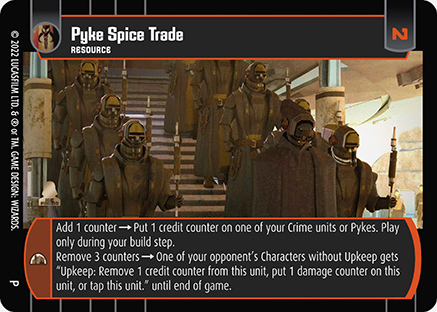 Pyke Spice Trade
RESOURCE
N
© 2022 LUCASFILM LTD. & ® or TM. GAME DESIGN: WIZARDS.
P
Add 1 counter → Put 1 credit counter on one of your Crime units or Pykes. Play
only during your build step.
Remove 3 counters → One of your opponent's Characters without Upkeep gets
“Upkeep: Remove 1 credit counter from this unit, put 1 damage counter on this
unit, or tap this unit.” until end of game.